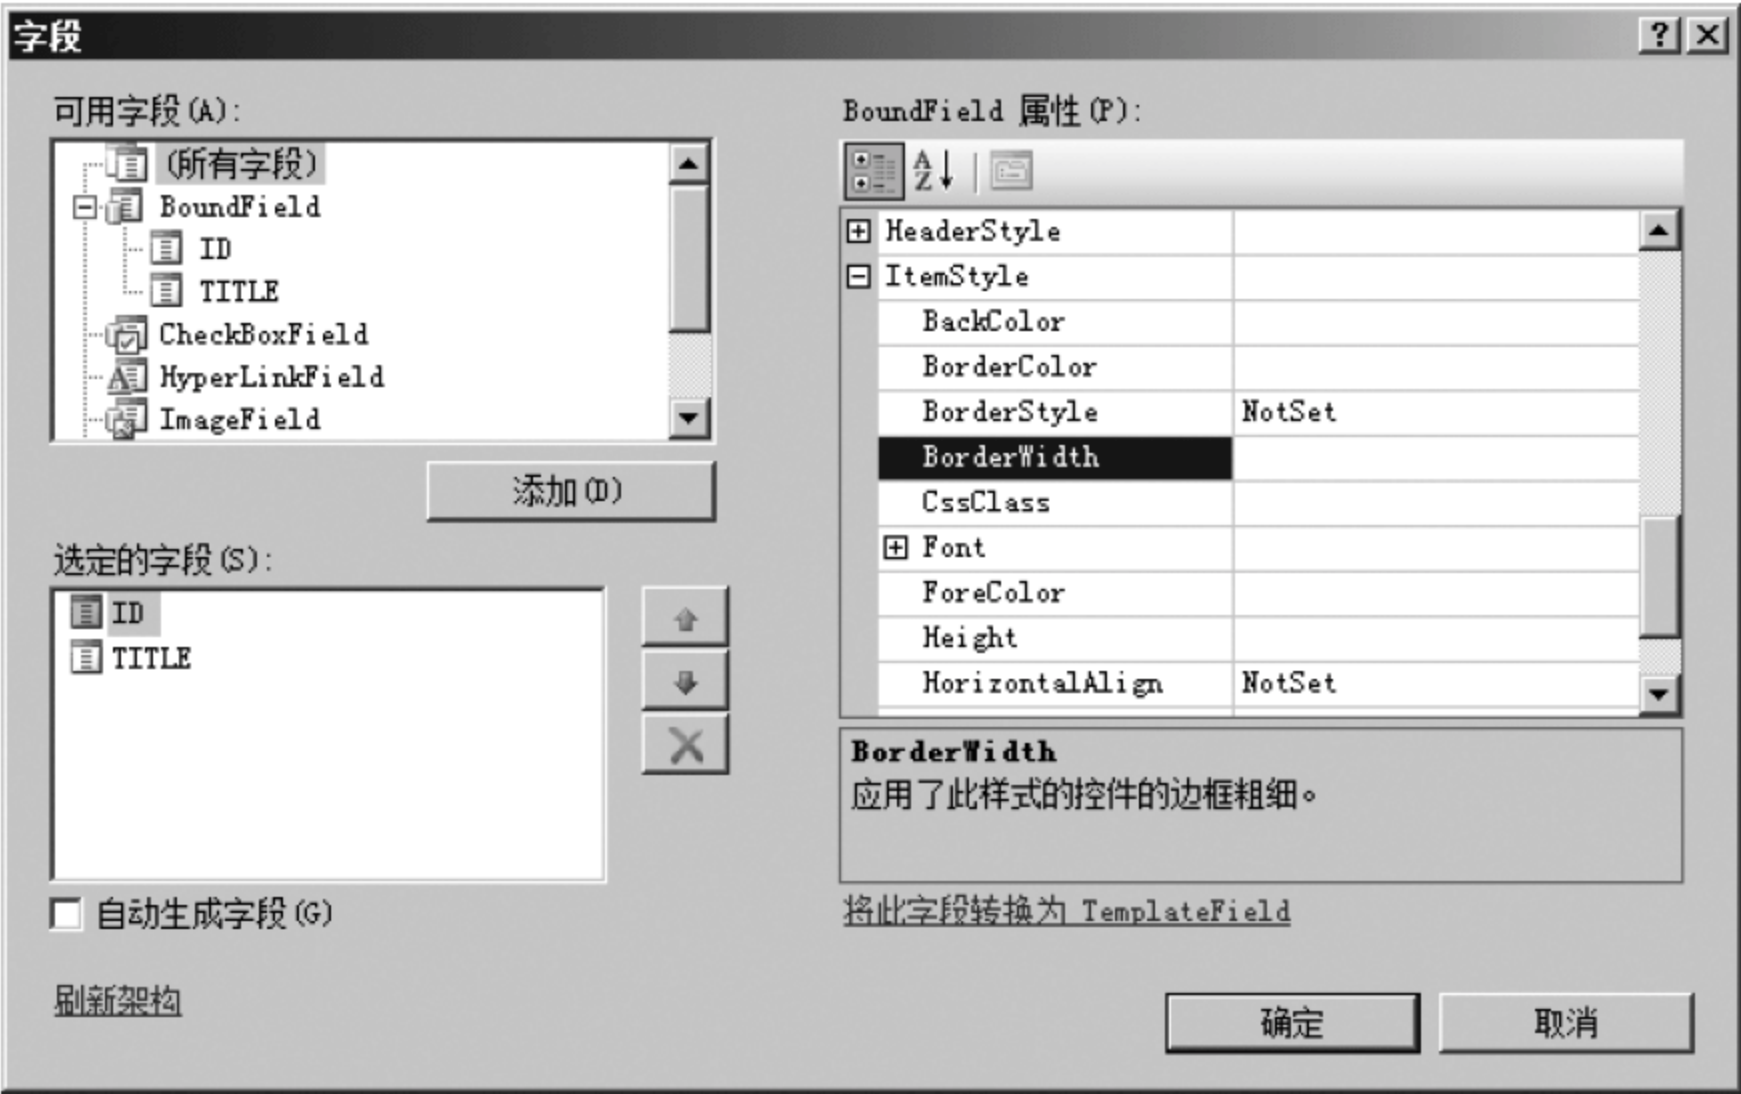 字段
可用字段(A):
(所有字段)
BoundField
ID
TITLE
CheckBoxField
HyperLinkField
ImageField
添加(D)
选定的字段(S):
ID
TITLE
自动生成字段(G)
刷新架构
BoundField 属性(P):
HeaderStyle
ItemStyle
BackColor
BorderColor
BorderStyle NotSet
BorderWidth
CssClass
Font
ForeColor
Height
HorizontalAlign NotSet
BorderWidth
应用了此样式的控件的边框粗细。
将此字段转换为 TemplateField
确定
取消